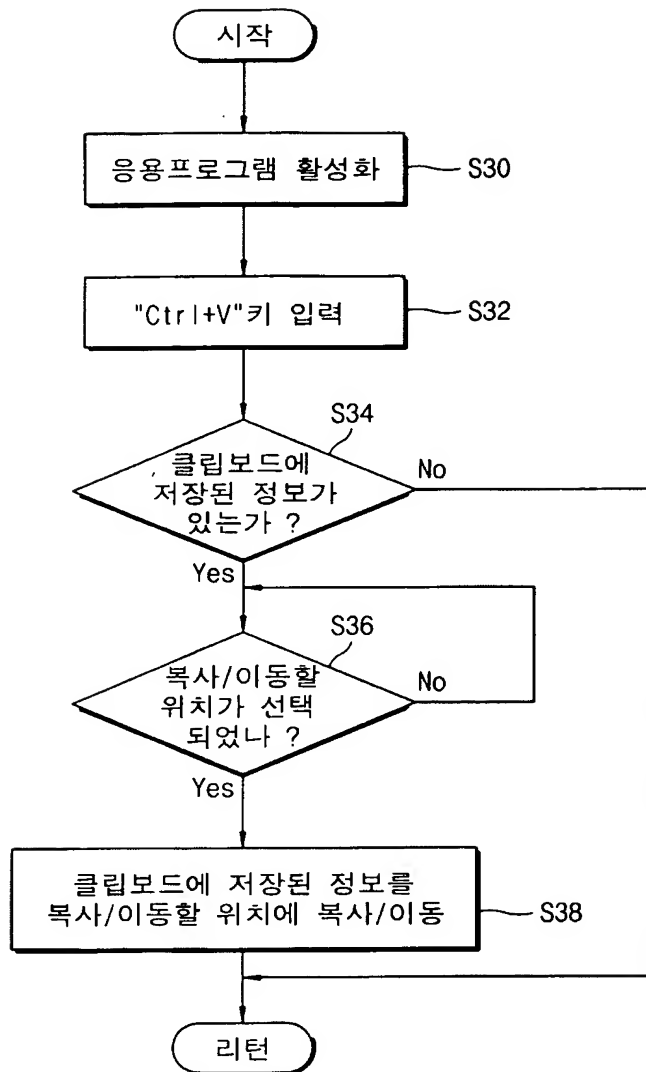 시작
응용프로그램 활성화
S30
"Ctrl+V"키 입력
S32
S34
클립보드에
저장된 정보가
있는가 ?
No
Yes
S36
복사/이동할
위치가 선택
되었나 ?
No
Yes
클립보드에 저장된 정보를
복사/이동할 위치에 복사/이동
S38
리턴